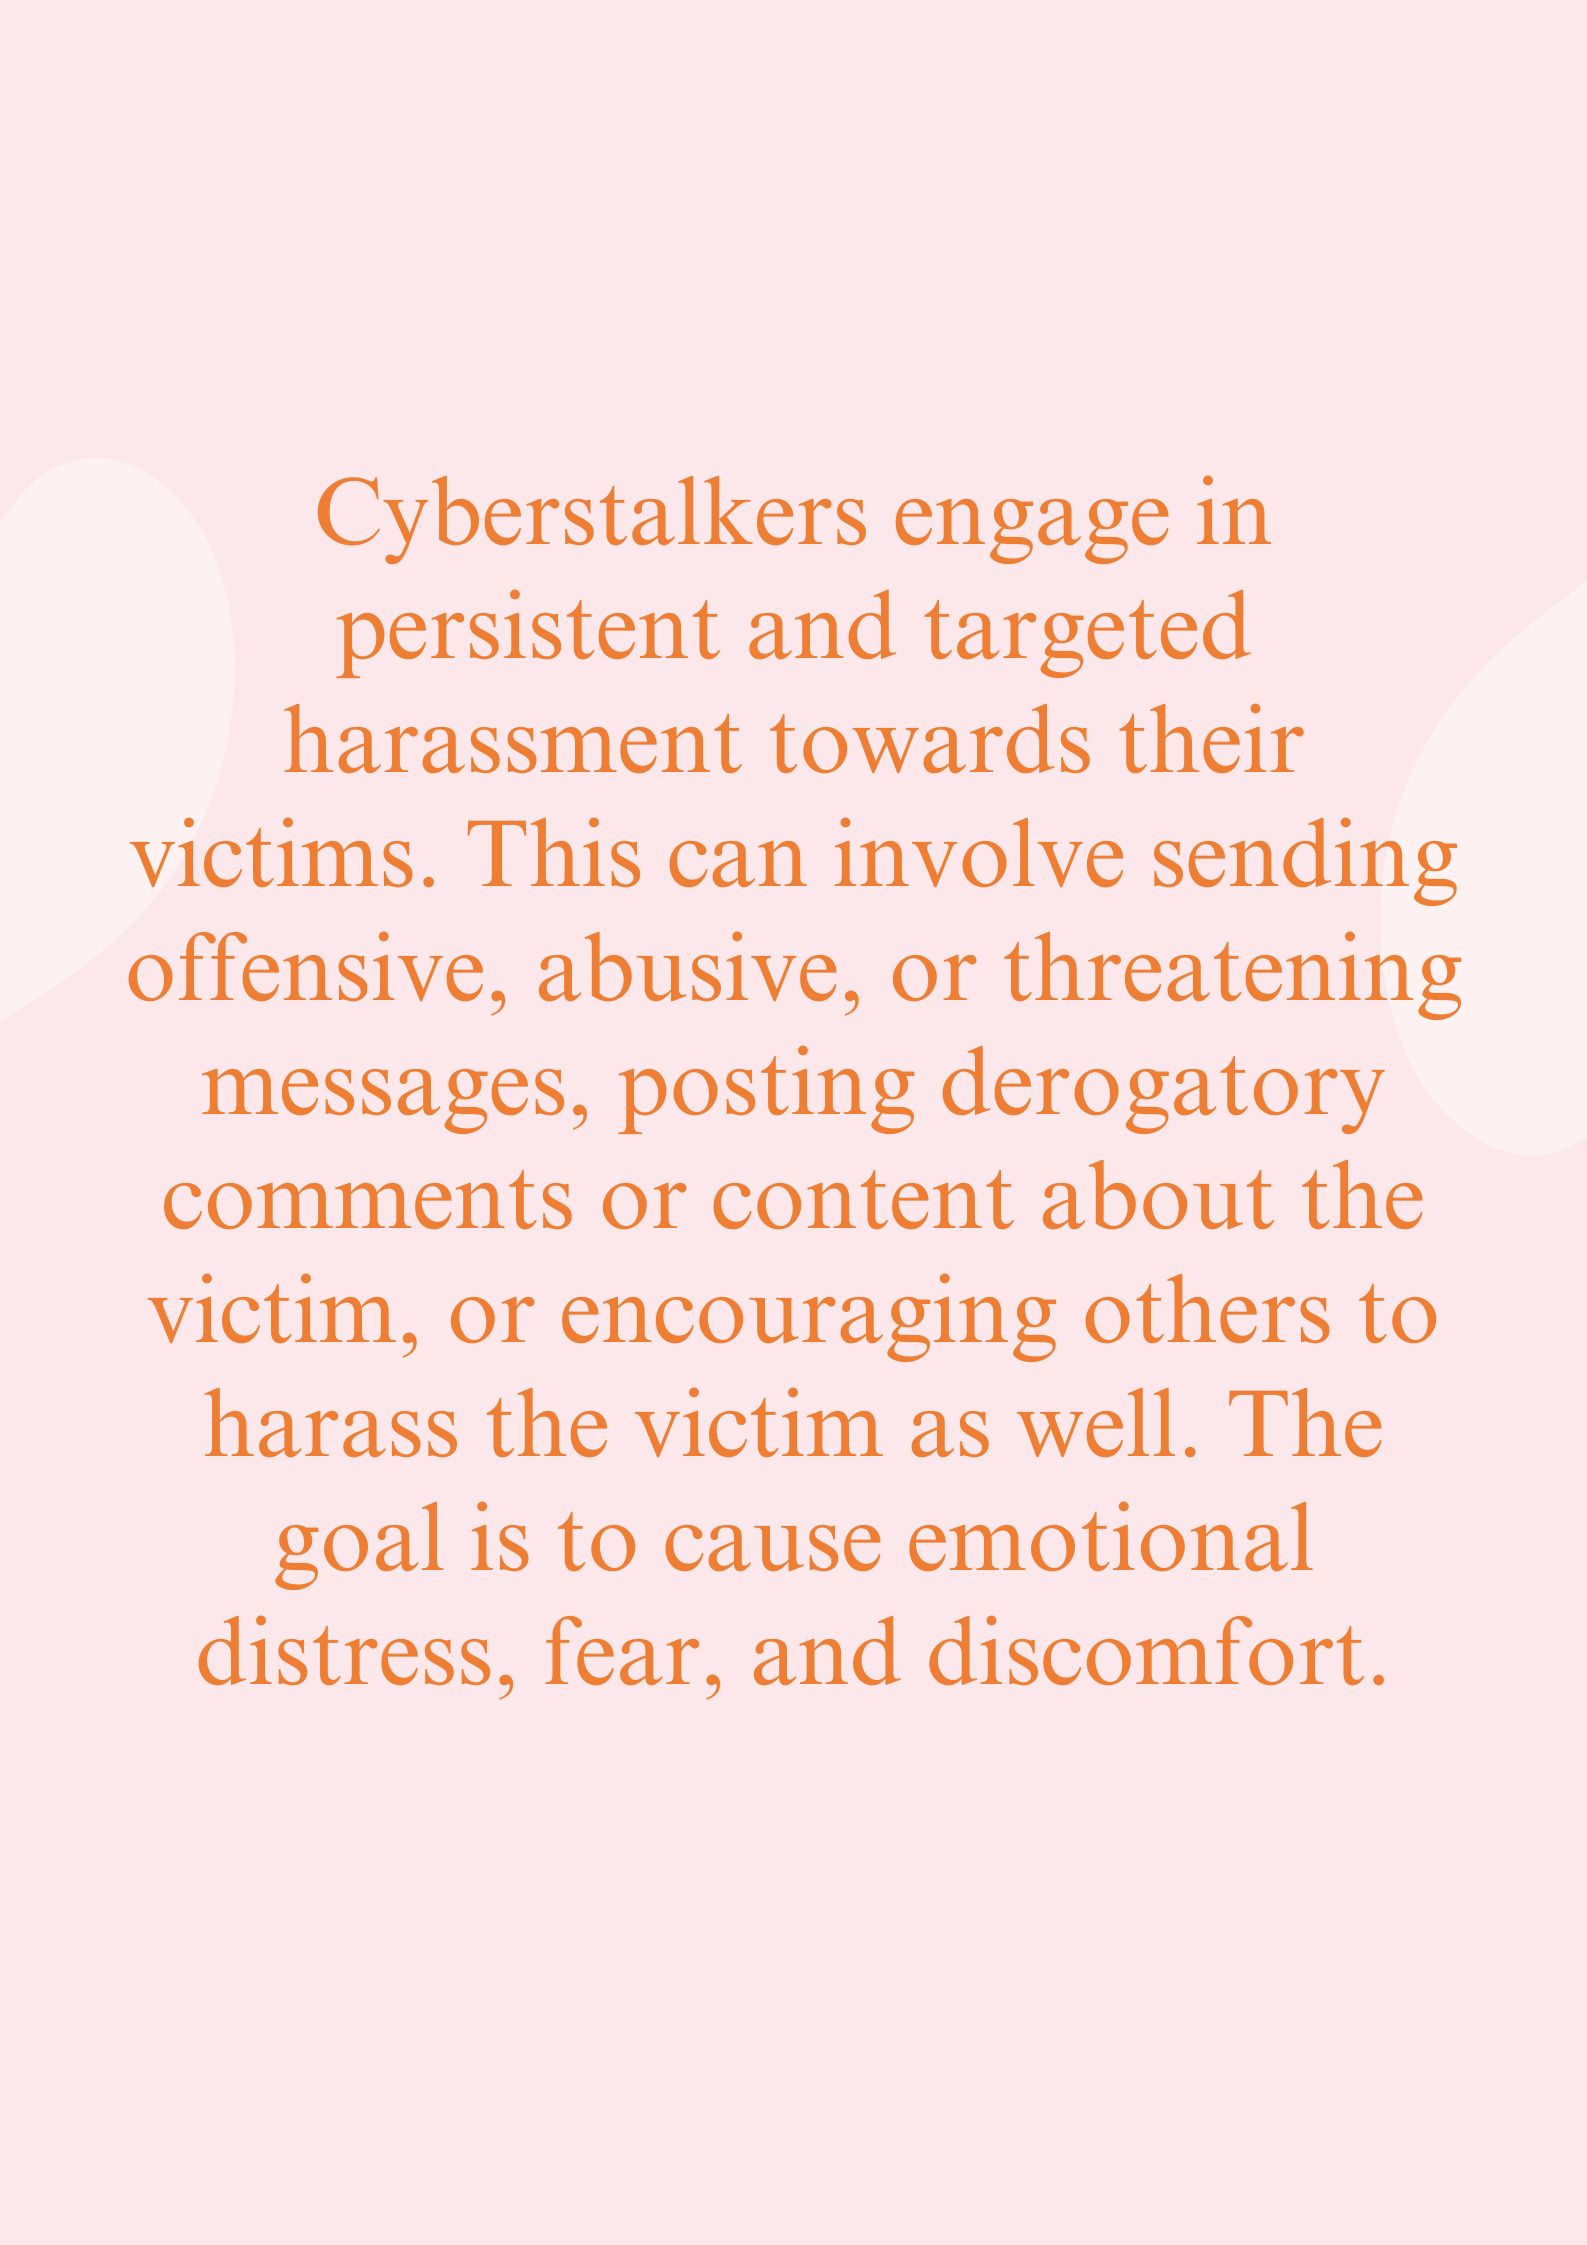 Cyberstalkers engage in
persistent and targeted
harassment towards their
victims. This can involve sending
offensive, abusive, or threatening
messages, posting derogatory
comments or content about the
victim, or encouraging others to
harass the victim as well. The
goal is to cause emotional
distress, fear, and discomfort.